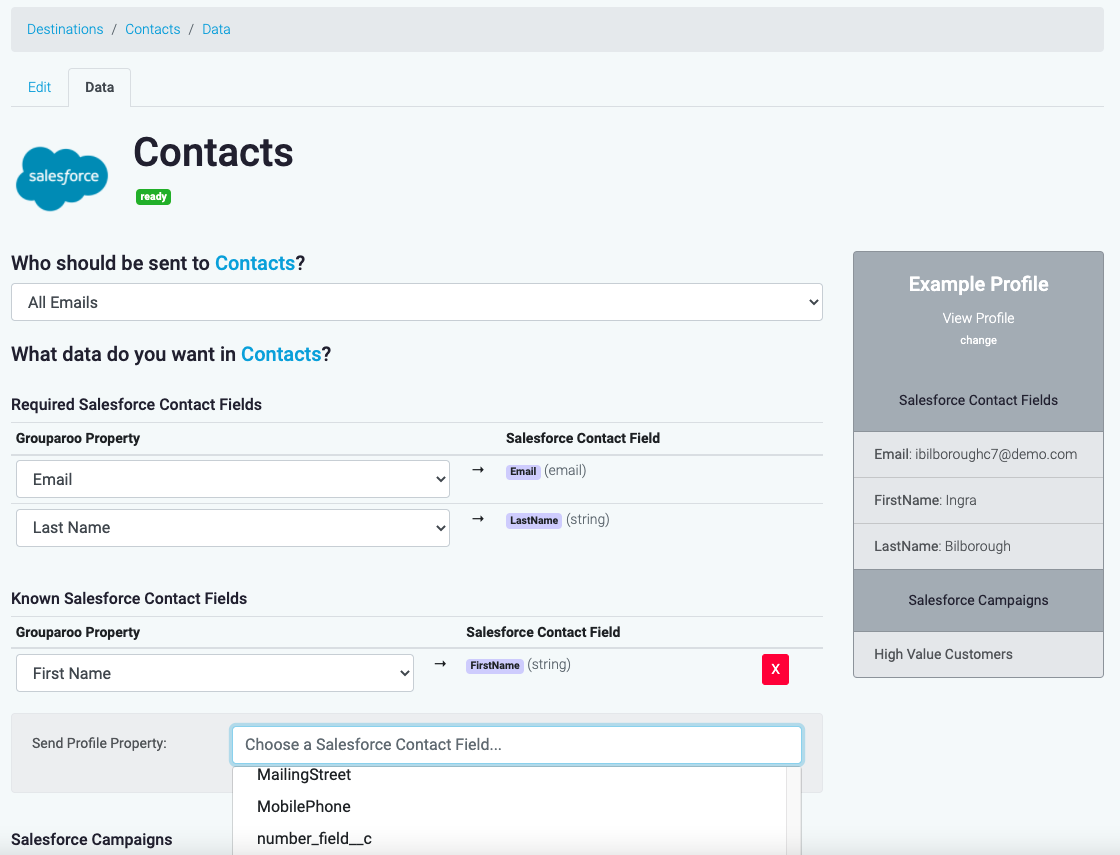 Destinations / Contacts / Data
Edit
Data
salesforce
Contacts
ready
Who should be sent to Contacts?
All Emails
What data do you want in Contacts?
Required Salesforce Contact Fields
Grouparoo Property
Salesforce Contact Field
Email
→
Email (email)
Last Name
→
LastName (string)
Known Salesforce Contact Fields
Grouparoo Property
Salesforce Contact Field
First Name
→
FirstName (string)
X
Send Profile Property:
Choose a Salesforce Contact Field...
MailingStreet
MobilePhone
number_field__c
Salesforce Campaigns
Example Profile
View Profile
change
Salesforce Contact Fields
Email: ibilboroughc7@demo.com
FirstName: Ingra
LastName: Bilborough
Salesforce Campaigns
High Value Customers